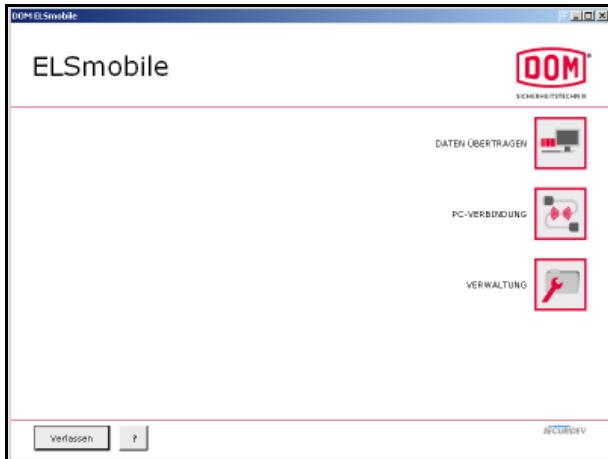 DOM ELSmobile
ELSmobile
DOM
SICHERHEITSTECHNIK
DATEN ÜBERTRAGEN
PC-VERBINDUNG
VERWALTUNG
Verlassen
?
SECURIDEV